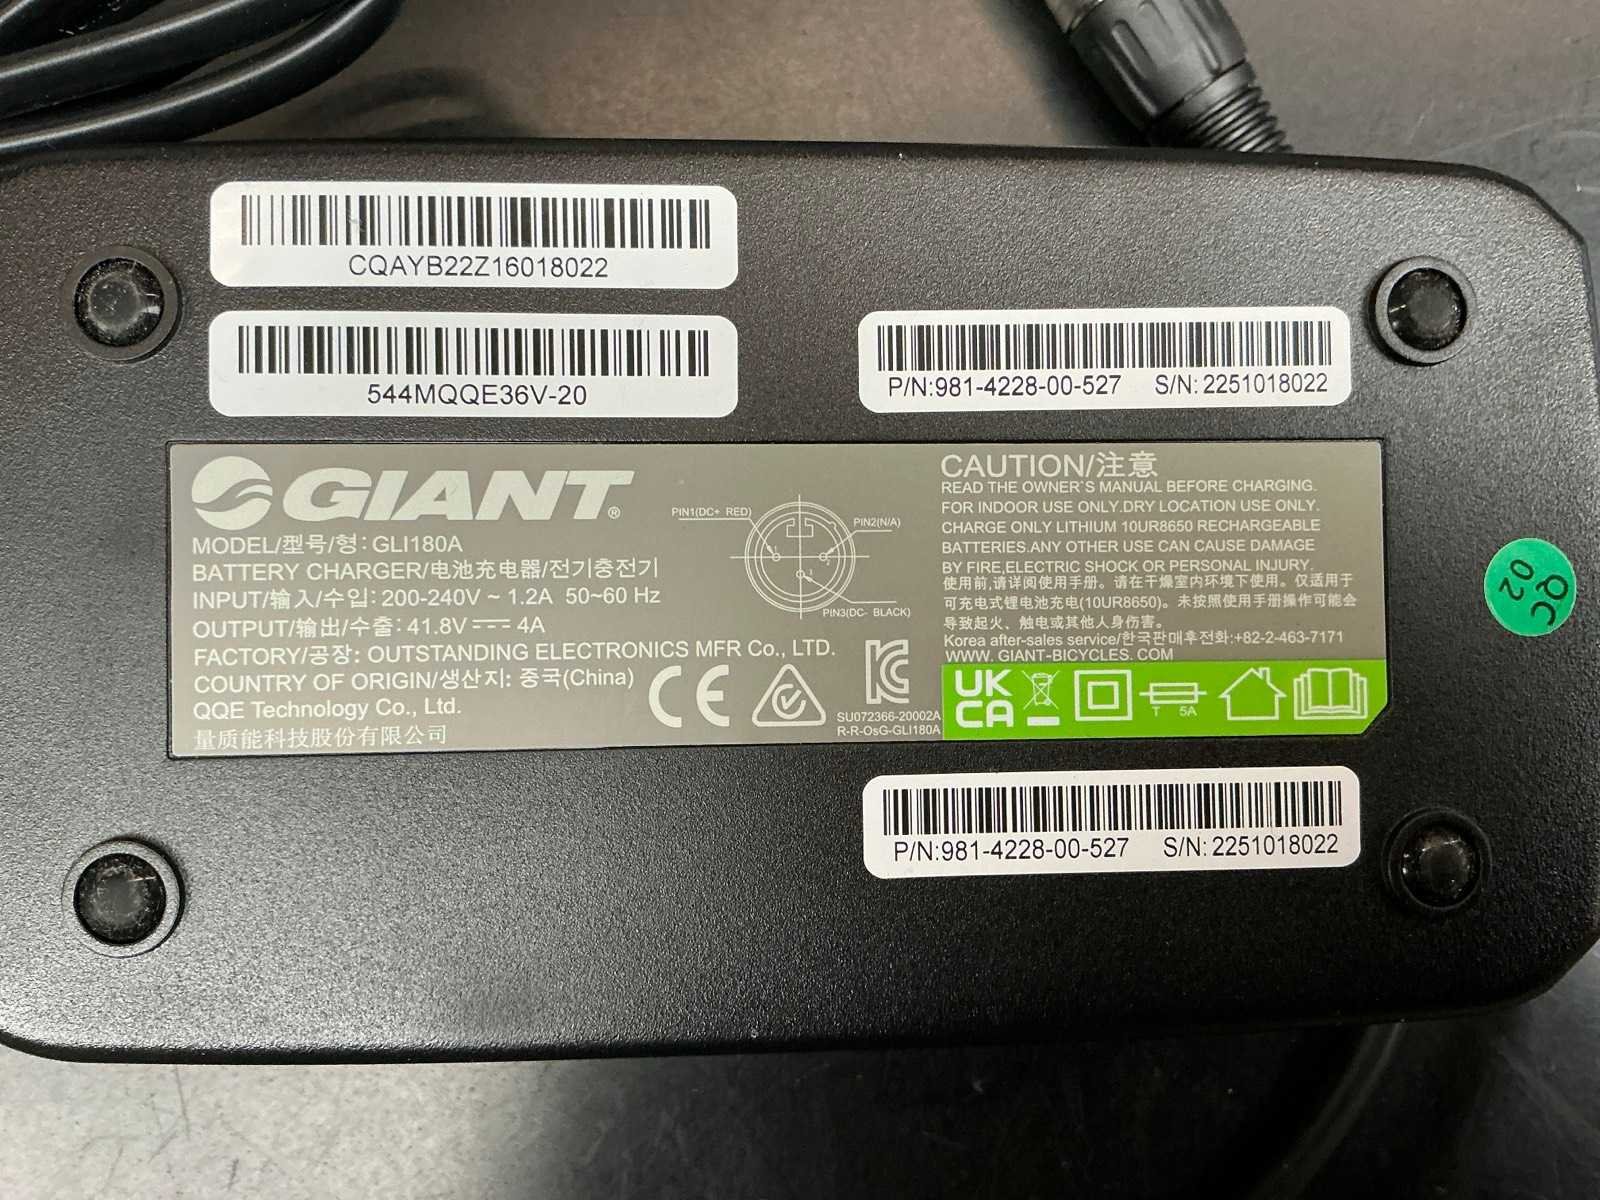 CQAYB22Z16018022
544MQQE36V-20
P/N:981-4228-00-527 S/N: 2251018022
GIANT®
MODEL/型号/형: GLI180A
BATTERY CHARGER/电池充电器/전기충전기
INPUT/输入/수입: 200-240V ~ 1.2A 50~60 Hz
OUTPUT/输出/수출: 41.8V ⎓ 4A
FACTORY/공장: OUTSTANDING ELECTRONICS MFR Co., LTD.
COUNTRY OF ORIGIN/생산지: 중국(China)
QQE Technology Co., Ltd.
量质能科技股份有限公司
PIN1(DC+ RED)
PIN2(N/A)
PIN3(DC- BLACK)
1
2
3
CE
SU072366-20002A
R-R-OsG-GLI180A
CAUTION/注意
READ THE OWNER`S MANUAL BEFORE CHARGING.
FOR INDOOR USE ONLY.DRY LOCATION USE ONLY.
CHARGE ONLY LITHIUM 10UR8650 RECHARGEABLE
BATTERIES.ANY OTHER USE CAN CAUSE DAMAGE
BY FIRE,ELECTRIC SHOCK OR PERSONAL INJURY.
使用前,请详阅使用手册。请在干燥室内环境下使用。仅适用于
可充电式锂电池充电(10UR8650)。未按照使用手册操作可能会
导致起火、触电或其他人身伤害。
Korea after-sales service/한국판매후전화:+82-2-463-7171
WWW. GIANT-BICYCLES. COM
UK
CA
T 5A
QC
02
P/N:981-4228-00-527 S/N: 2251018022